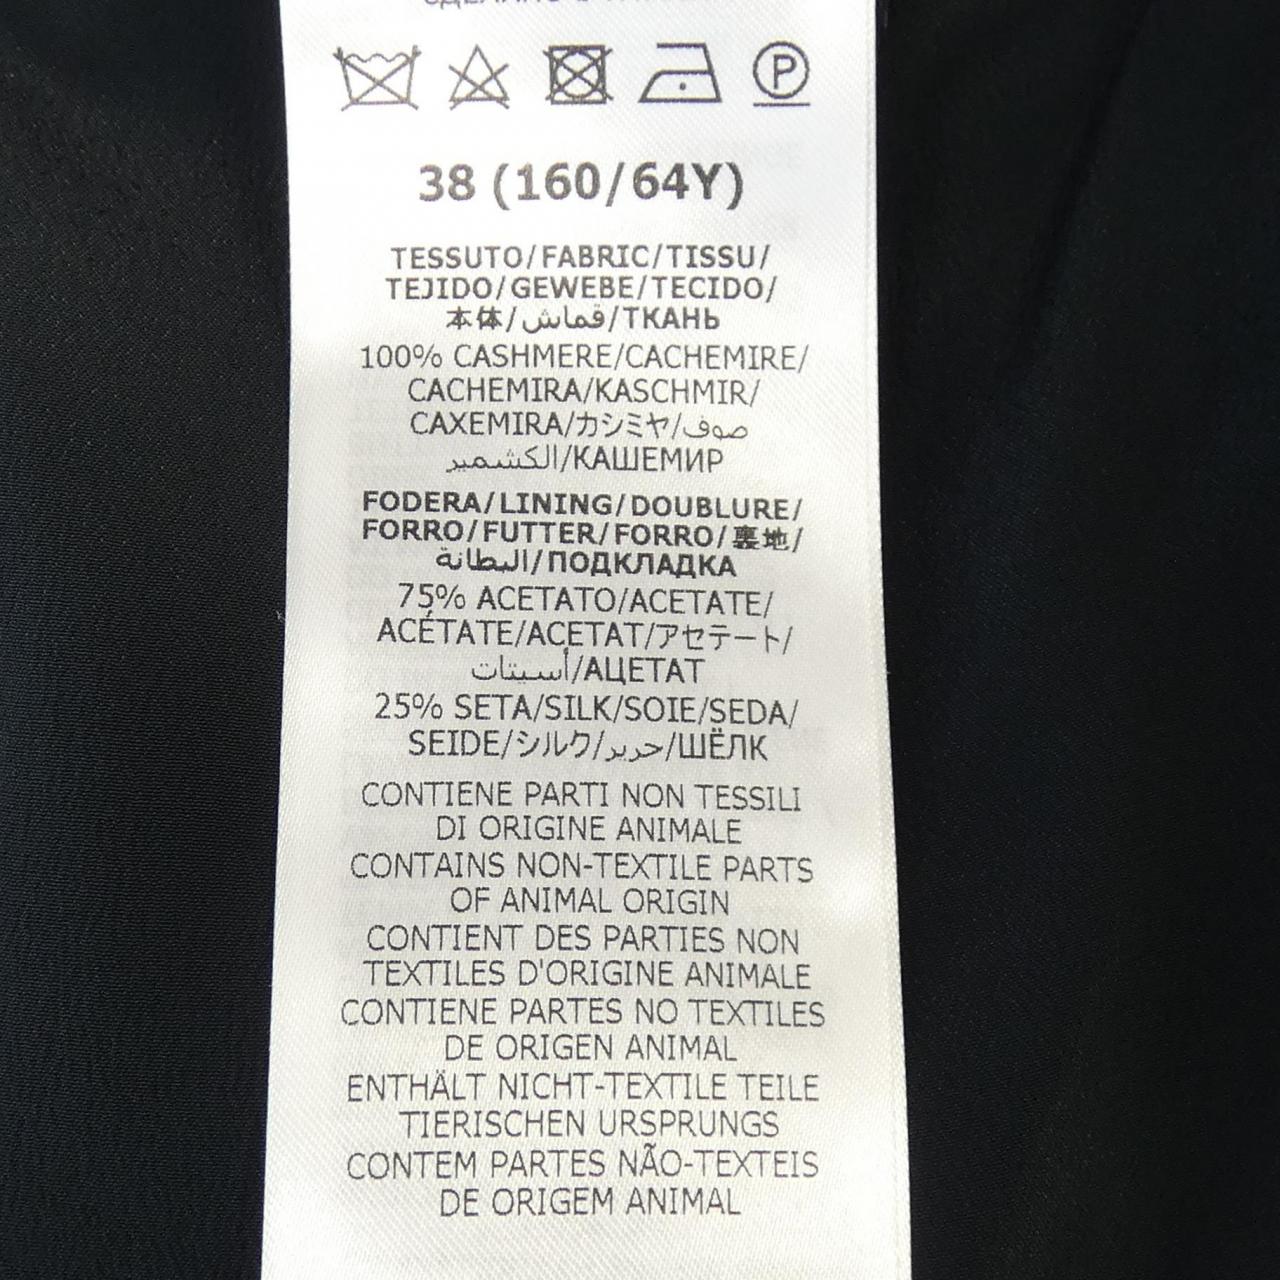 38 (160/64Y)
TESSUTO/FABRIC/TISSU/
TEJIDO/GEWEBE/TECIDO/
本体/قماش/ТКАНЬ
100% CASHMERE/CACHEMIRE/
CACHEMIRA/KASCHMIR/
CAXEMIRA/カシミヤ/صوف
الكشمير/КАШЕМИР
FODERA/LINING/DOUBLURE/
FORRO/FUTTER/FORRO/裏地/
البطانة/ПОДКЛАДКА
75% ACETATO/ACETATE/
ACÉTATE/ACETAT/アセテート/
أسيتات/АЦЕТАТ
25% SETA/SILK/SOIE/SEDA/
SEIDE/シルク/حرير/ШЁЛК
CONTIENE PARTI NON TESSILI
DI ORIGINE ANIMALE
CONTAINS NON-TEXTILE PARTS
OF ANIMAL ORIGIN
CONTIENT DES PARTIES NON
TEXTILES D'ORIGINE ANIMALE
CONTIENE PARTES NO TEXTILES
DE ORIGEN ANIMAL
ENTHÄLT NICHT-TEXTILE TEILE
TIERISCHEN URSPRUNGS
CONTEM PARTES NÃO-TEXTEIS
DE ORIGEM ANIMAL